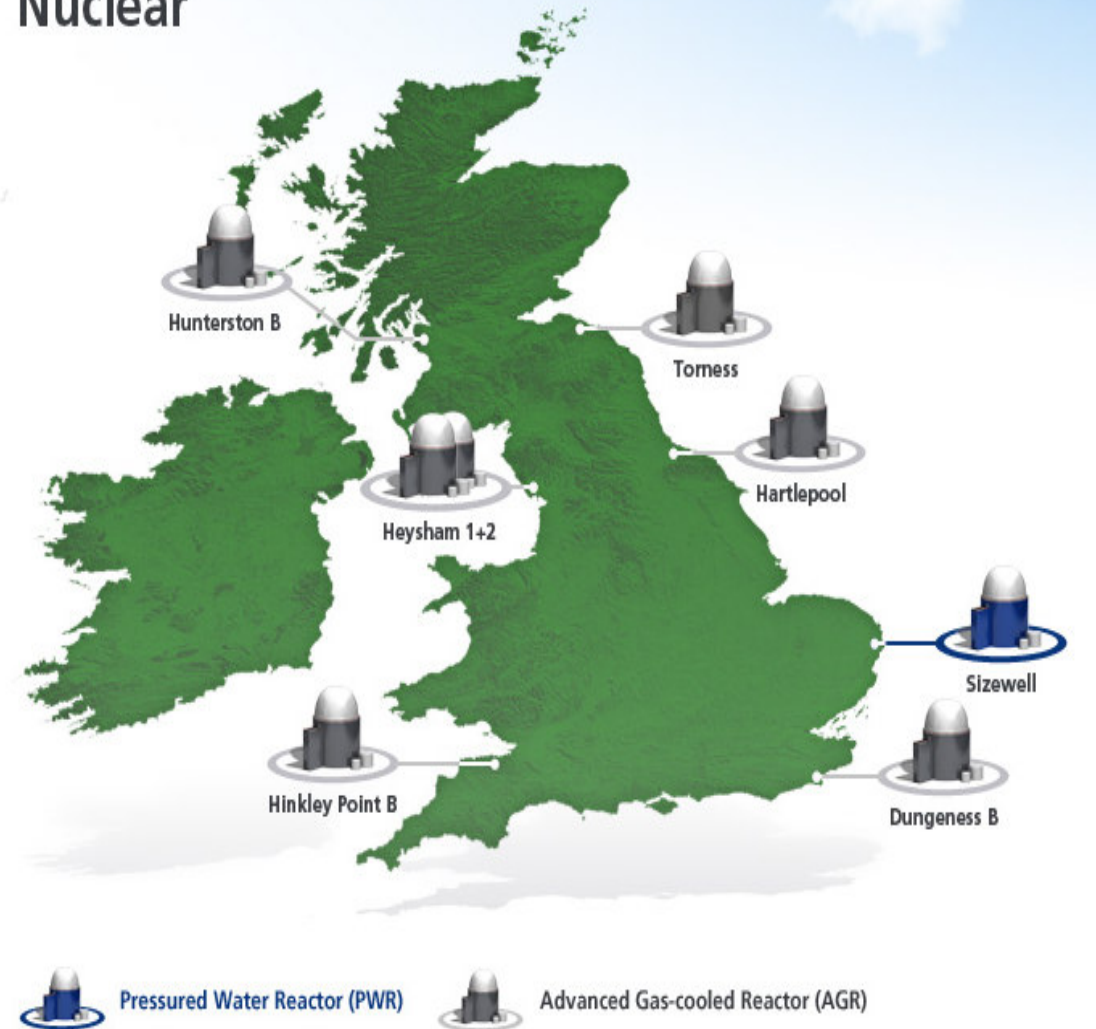 Nuclear
Hunterston B
Torness
Hartlepool
Heysham 1+2
Sizewell
Hinkley Point B
Dungeness B
Pressured Water Reactor (PWR)
Advanced Gas-cooled Reactor (AGR)